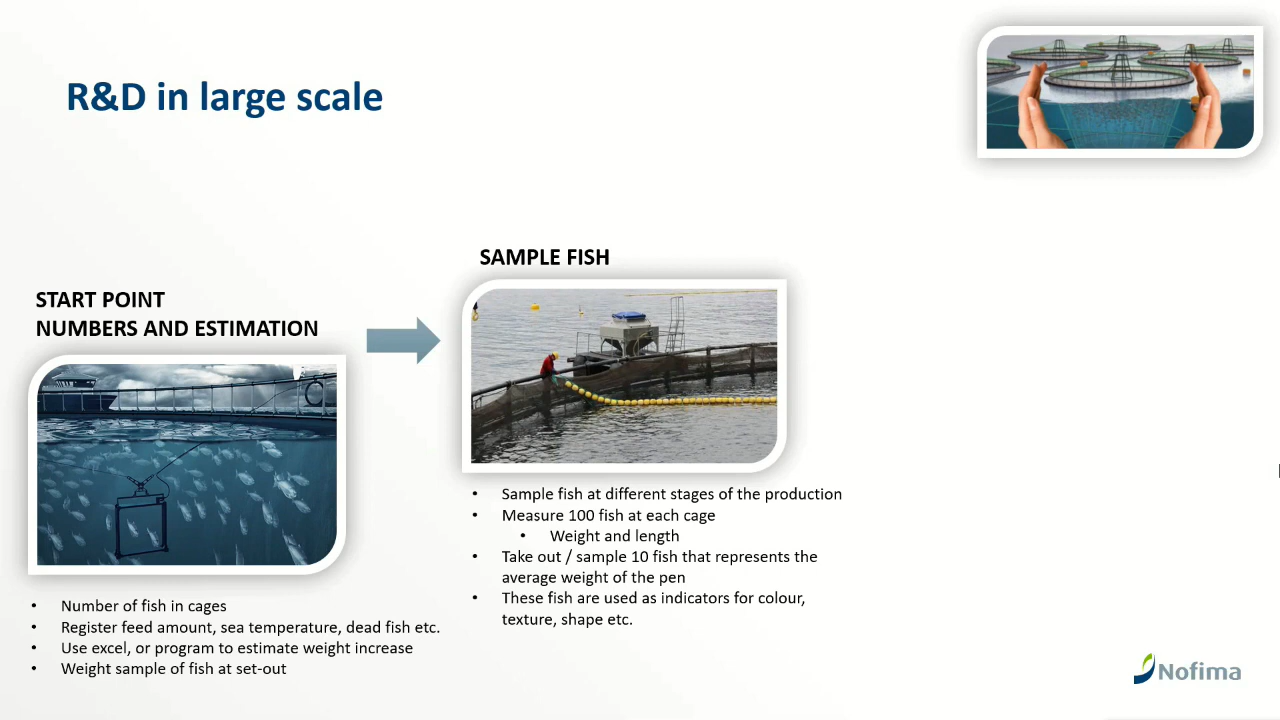 R&D in large scale
START POINT
NUMBERS AND ESTIMATION
• Number of fish in cages
• Register feed amount, sea temperature, dead fish etc.
• Use excel, or program to estimate weight increase
• Weight sample of fish at set-out
SAMPLE FISH
• Sample fish at different stages of the production
• Measure 100 fish at each cage
• Weight and length
• Take out / sample 10 fish that represents the
average weight of the pen
• These fish are used as indicators for colour,
texture, shape etc.
Nofima